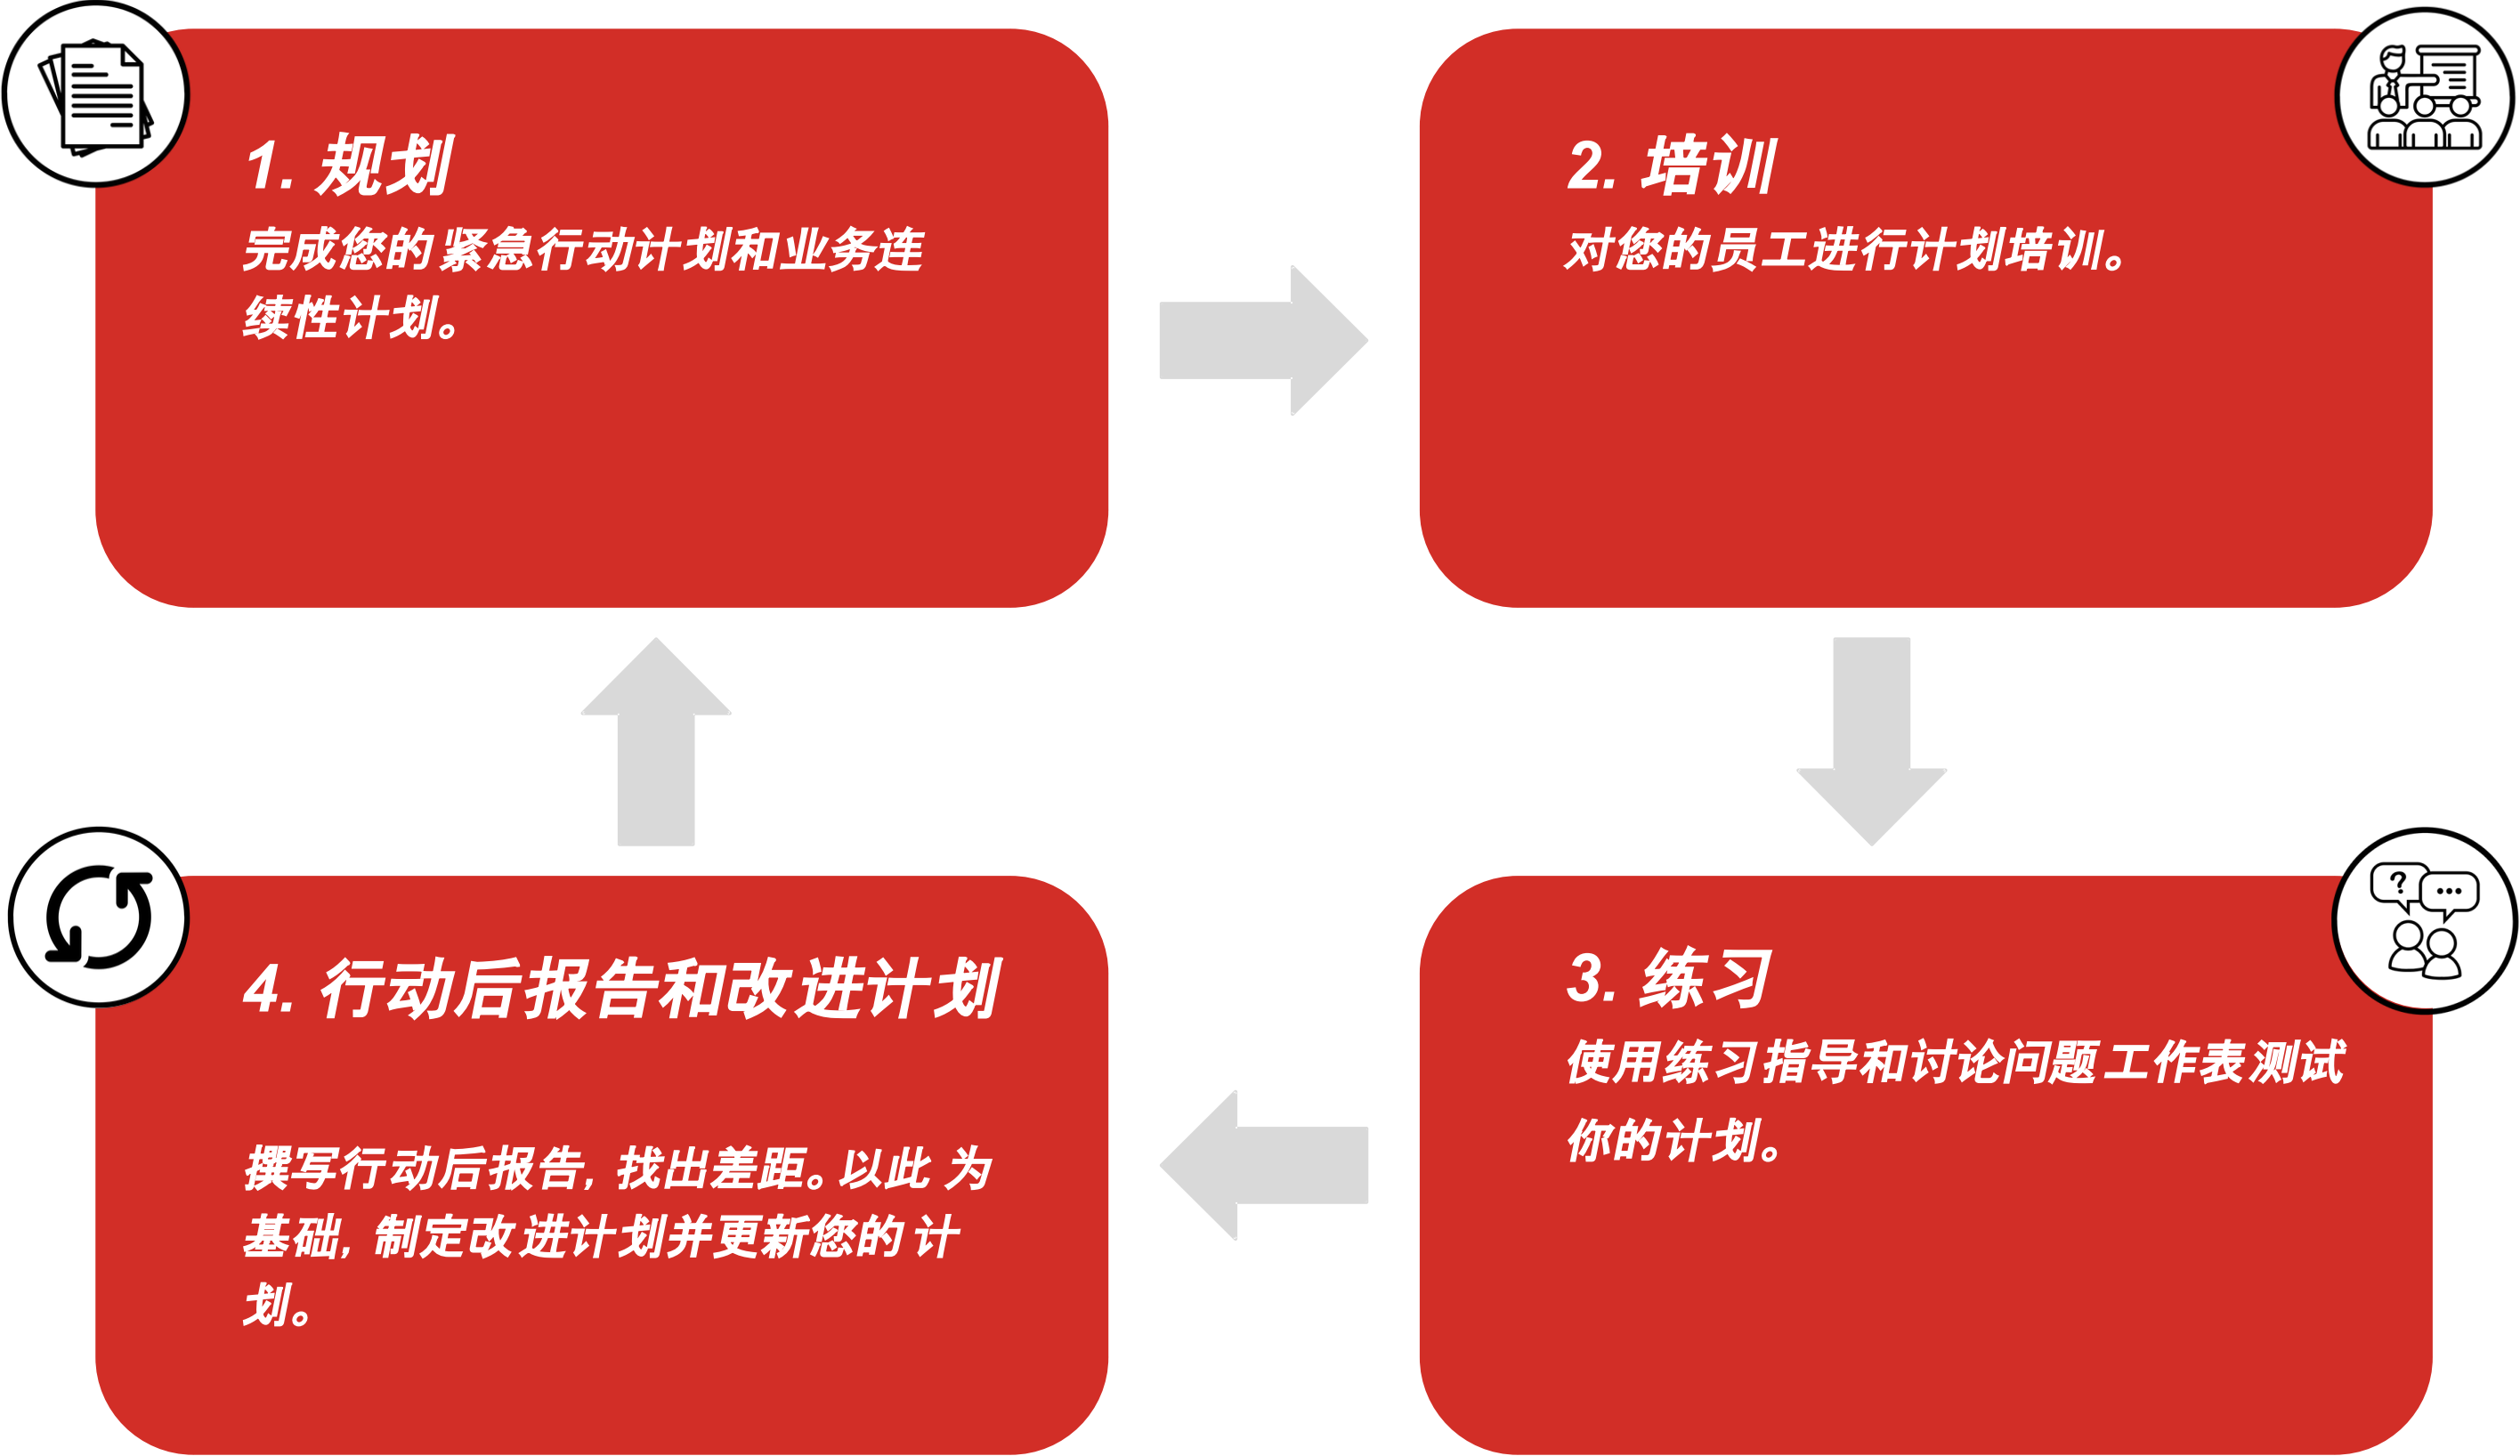 1. 规划
完成您的紧急行动计划和业务连
续性计划。
2. 培训
对您的员工进行计划培训。
3. 练习
使用练习指导和讨论问题工作表测试
你的计划。
4. 行动后报告和改进计划
撰写行动后报告，找出差距。以此为
基础，制定改进计划并更新您的计
划。